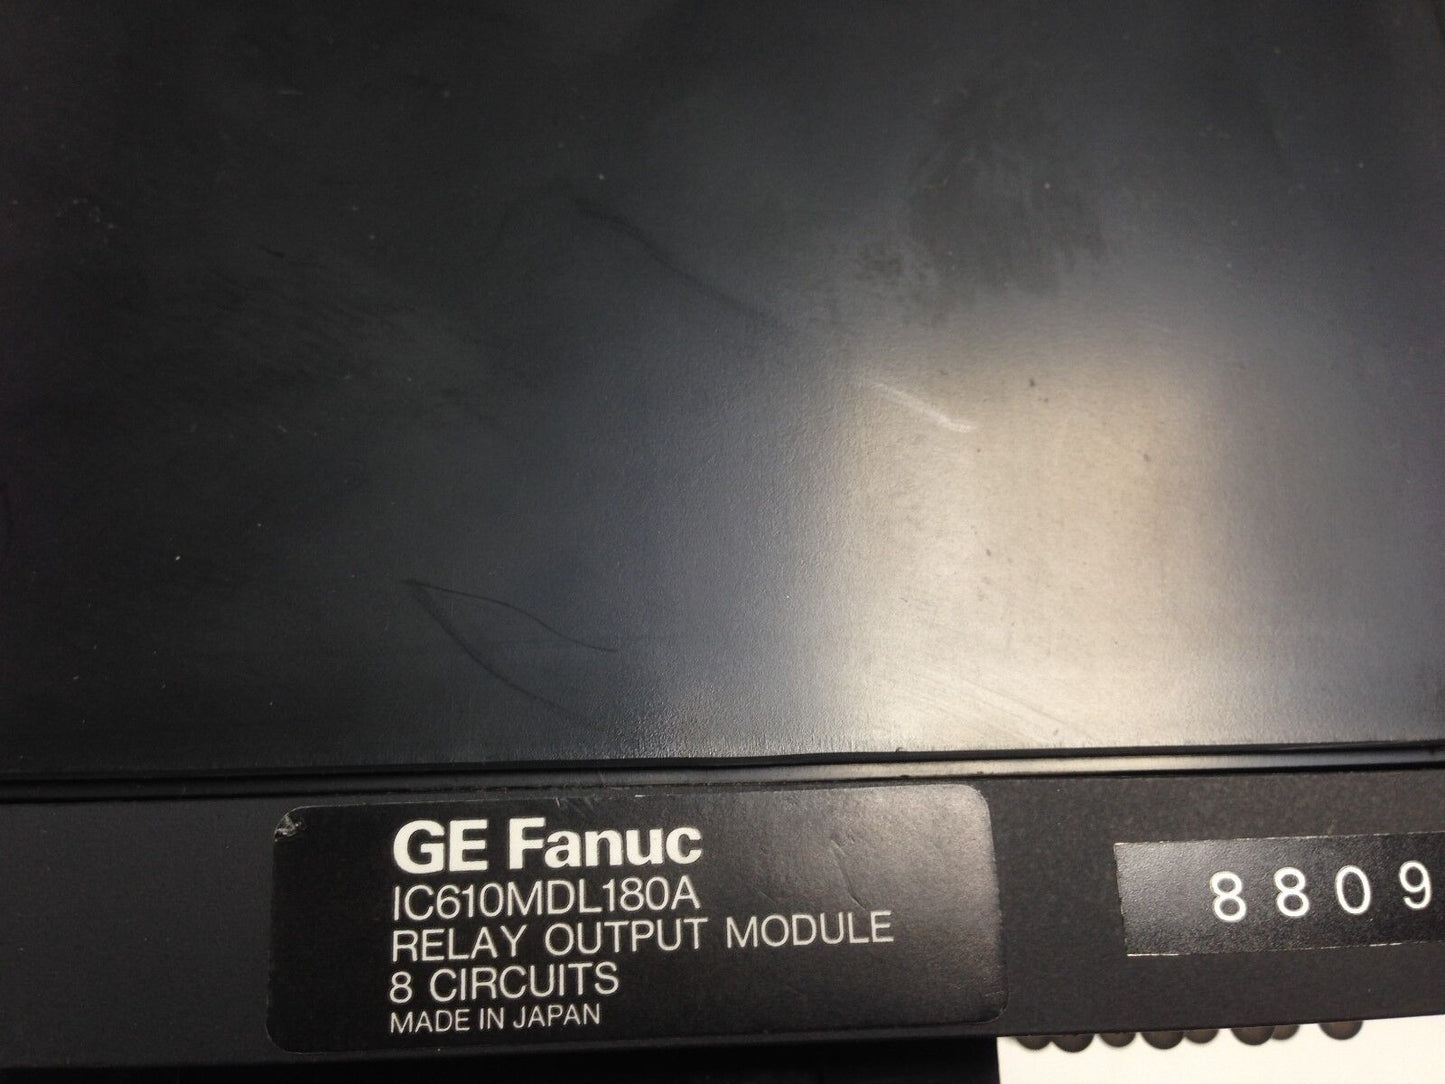 GE Fanuc
IC610MDL180A
RELAY OUTPUT MODULE
8 CIRCUITS
MADE IN JAPAN
8809